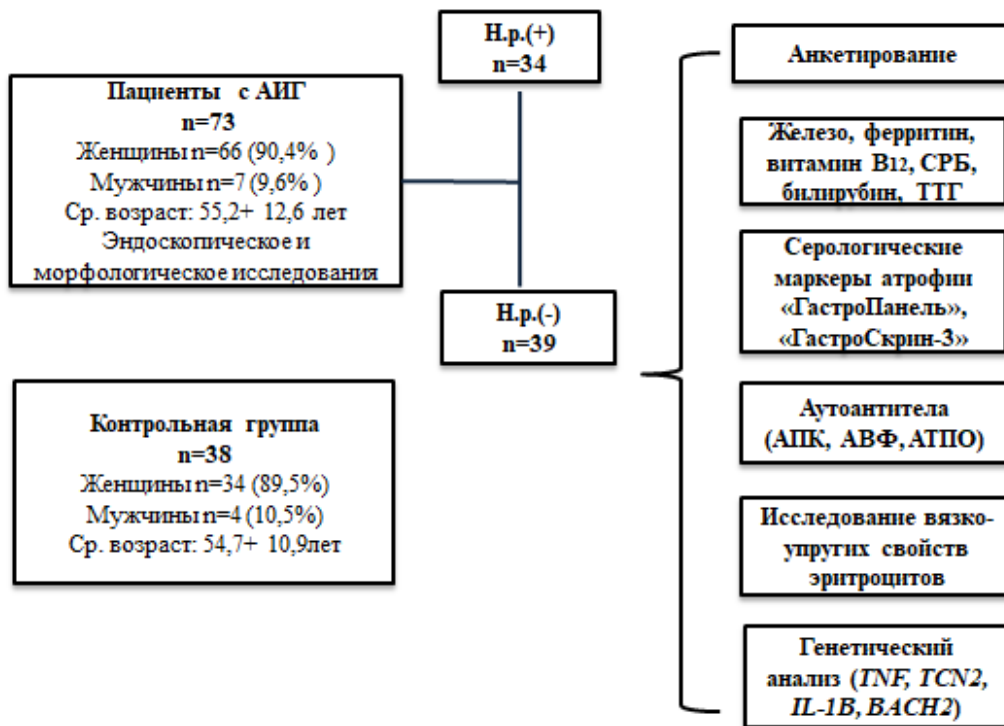 Н.р.(+)
n=34
Пациенты с АИГ
n=73
Женщины n=66 (90,4% )
Мужчины n=7 (9,6% )
Ср. возраст: 55,2+ 12,6 лет
Эндоскопическое и
морфологическое исследования
Н.р.(-)
n=39
Контрольная группа
n=38
Женщины n=34 (89,5%)
Мужчины n=4 (10,5%)
Ср. возраст: 54,7+ 10,9лет
Анкетирование
Железо, ферритин,
витамин В12, СРБ,
билирубин, ТТГ
Серологические
маркеры атрофии
«ГастроПанель»,
«ГастроСкрин-3»
Аутоантитела
(АПК, АВФ, АТПО)
Исследование вязко-
упругих свойств
эритроцитов
Генетический
анализ (TNF, TCN2,
IL-1B, BACH2)